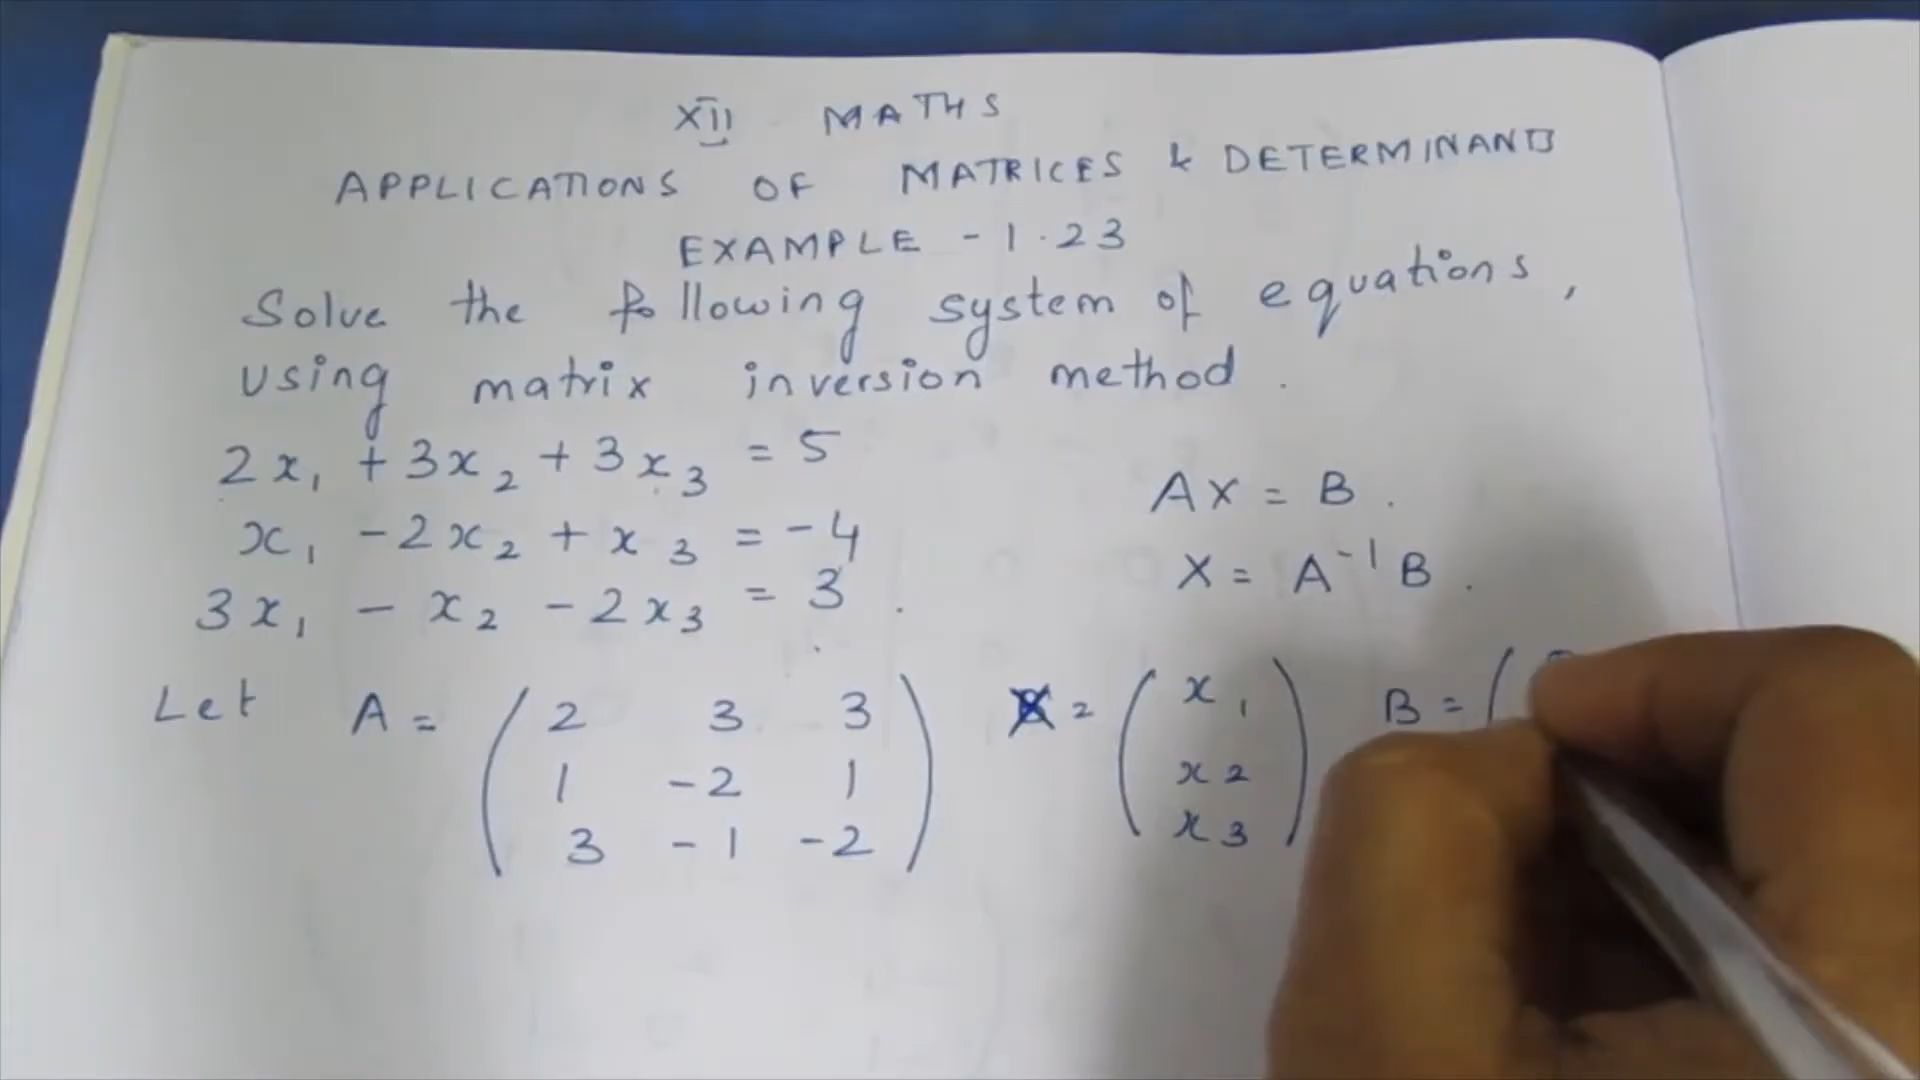 XII MATHS
APPLICATIONS OF MATRICES & DETERMINANTS
EXAMPLE - 1.23
Solve the following system of equations,
using matrix inversion method.
2x₁ + 3x₂ + 3x₃ = 5
x₁ - 2x₂ + x₃ = -4
3x₁ - x₂ - 2x₃ = 3.
AX = B.
X = A⁻¹B.
Let A = ( 2 3 3
1 -2 1
3 -1 -2 )
X = ( x₁
x₂
x₃ )
B = (